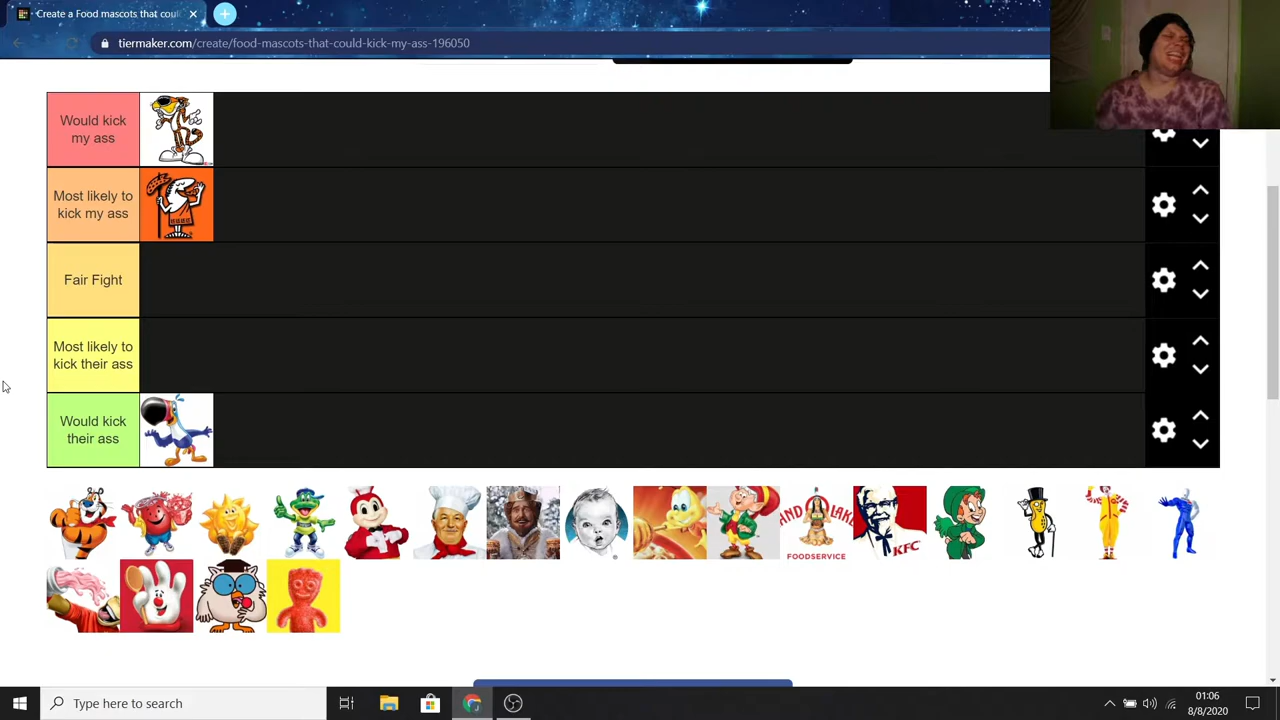 Create a Food mascots that coul
tiermaker.com/create/food-mascots-that-could-kick-my-ass-196050
Would kick
my ass
Most likely to
kick my ass
Fair Fight
Most likely to
kick their ass
Would kick
their ass
FOODSERVICE
KFC
Type here to search
01:06
8/8/2020